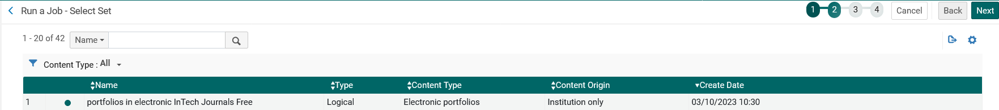 Run a Job - Select Set
1 2 3 4 Cancel Back Next
1 - 20 of 42 Name
Content Type : All
Name Type Content Type Content Origin Create Date
1 portfolios in electronic InTech Journals Free Logical Electronic portfolios Institution only 03/10/2023 10:30